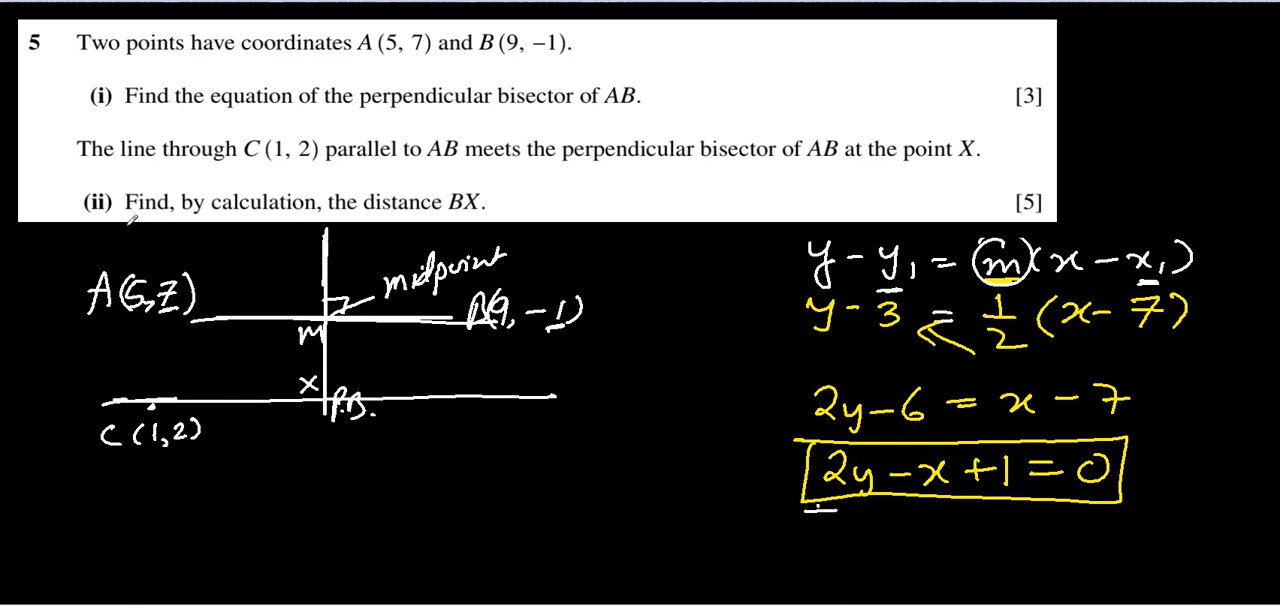 5 Two points have coordinates A (5, 7) and B (9, −1).
(i) Find the equation of the perpendicular bisector of AB. [3]
The line through C (1, 2) parallel to AB meets the perpendicular bisector of AB at the point X.
(ii) Find, by calculation, the distance BX. [5]
A(5,7)
midpoint
(9, -1)
m
X
P.B.
C (1,2)
y - y₁ = (m)(x - x₁)
y - 3 = 1/2 (x - 7)
2y - 6 = x - 7
2y - x + 1 = 0